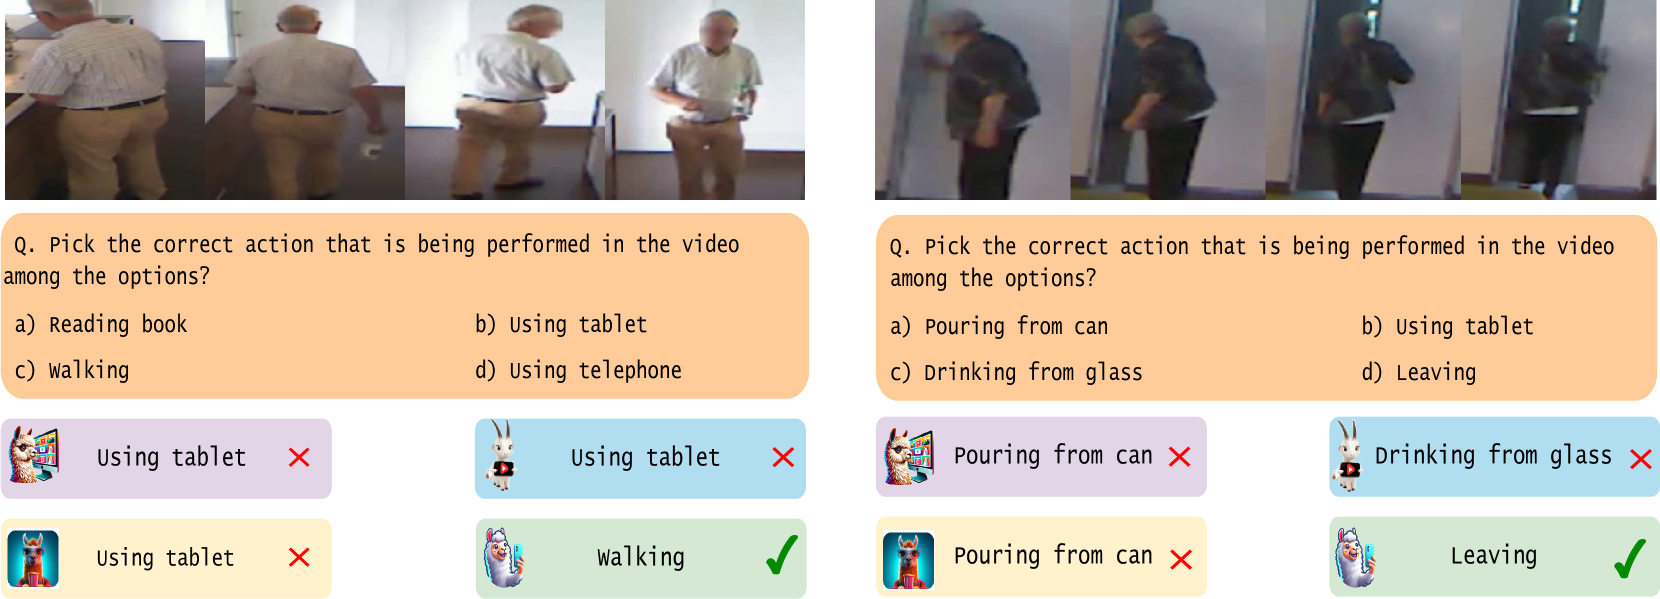 Q. Pick the correct action that is being performed in the video
among the options?
a) Reading book
b) Using tablet
c) Walking
d) Using telephone
Using tablet
Using tablet
Using tablet
Walking
Q. Pick the correct action that is being performed in the video
among the options?
a) Pouring from can
b) Using tablet
c) Drinking from glass
d) Leaving
Pouring from can
Drinking from glass
Pouring from can
Leaving